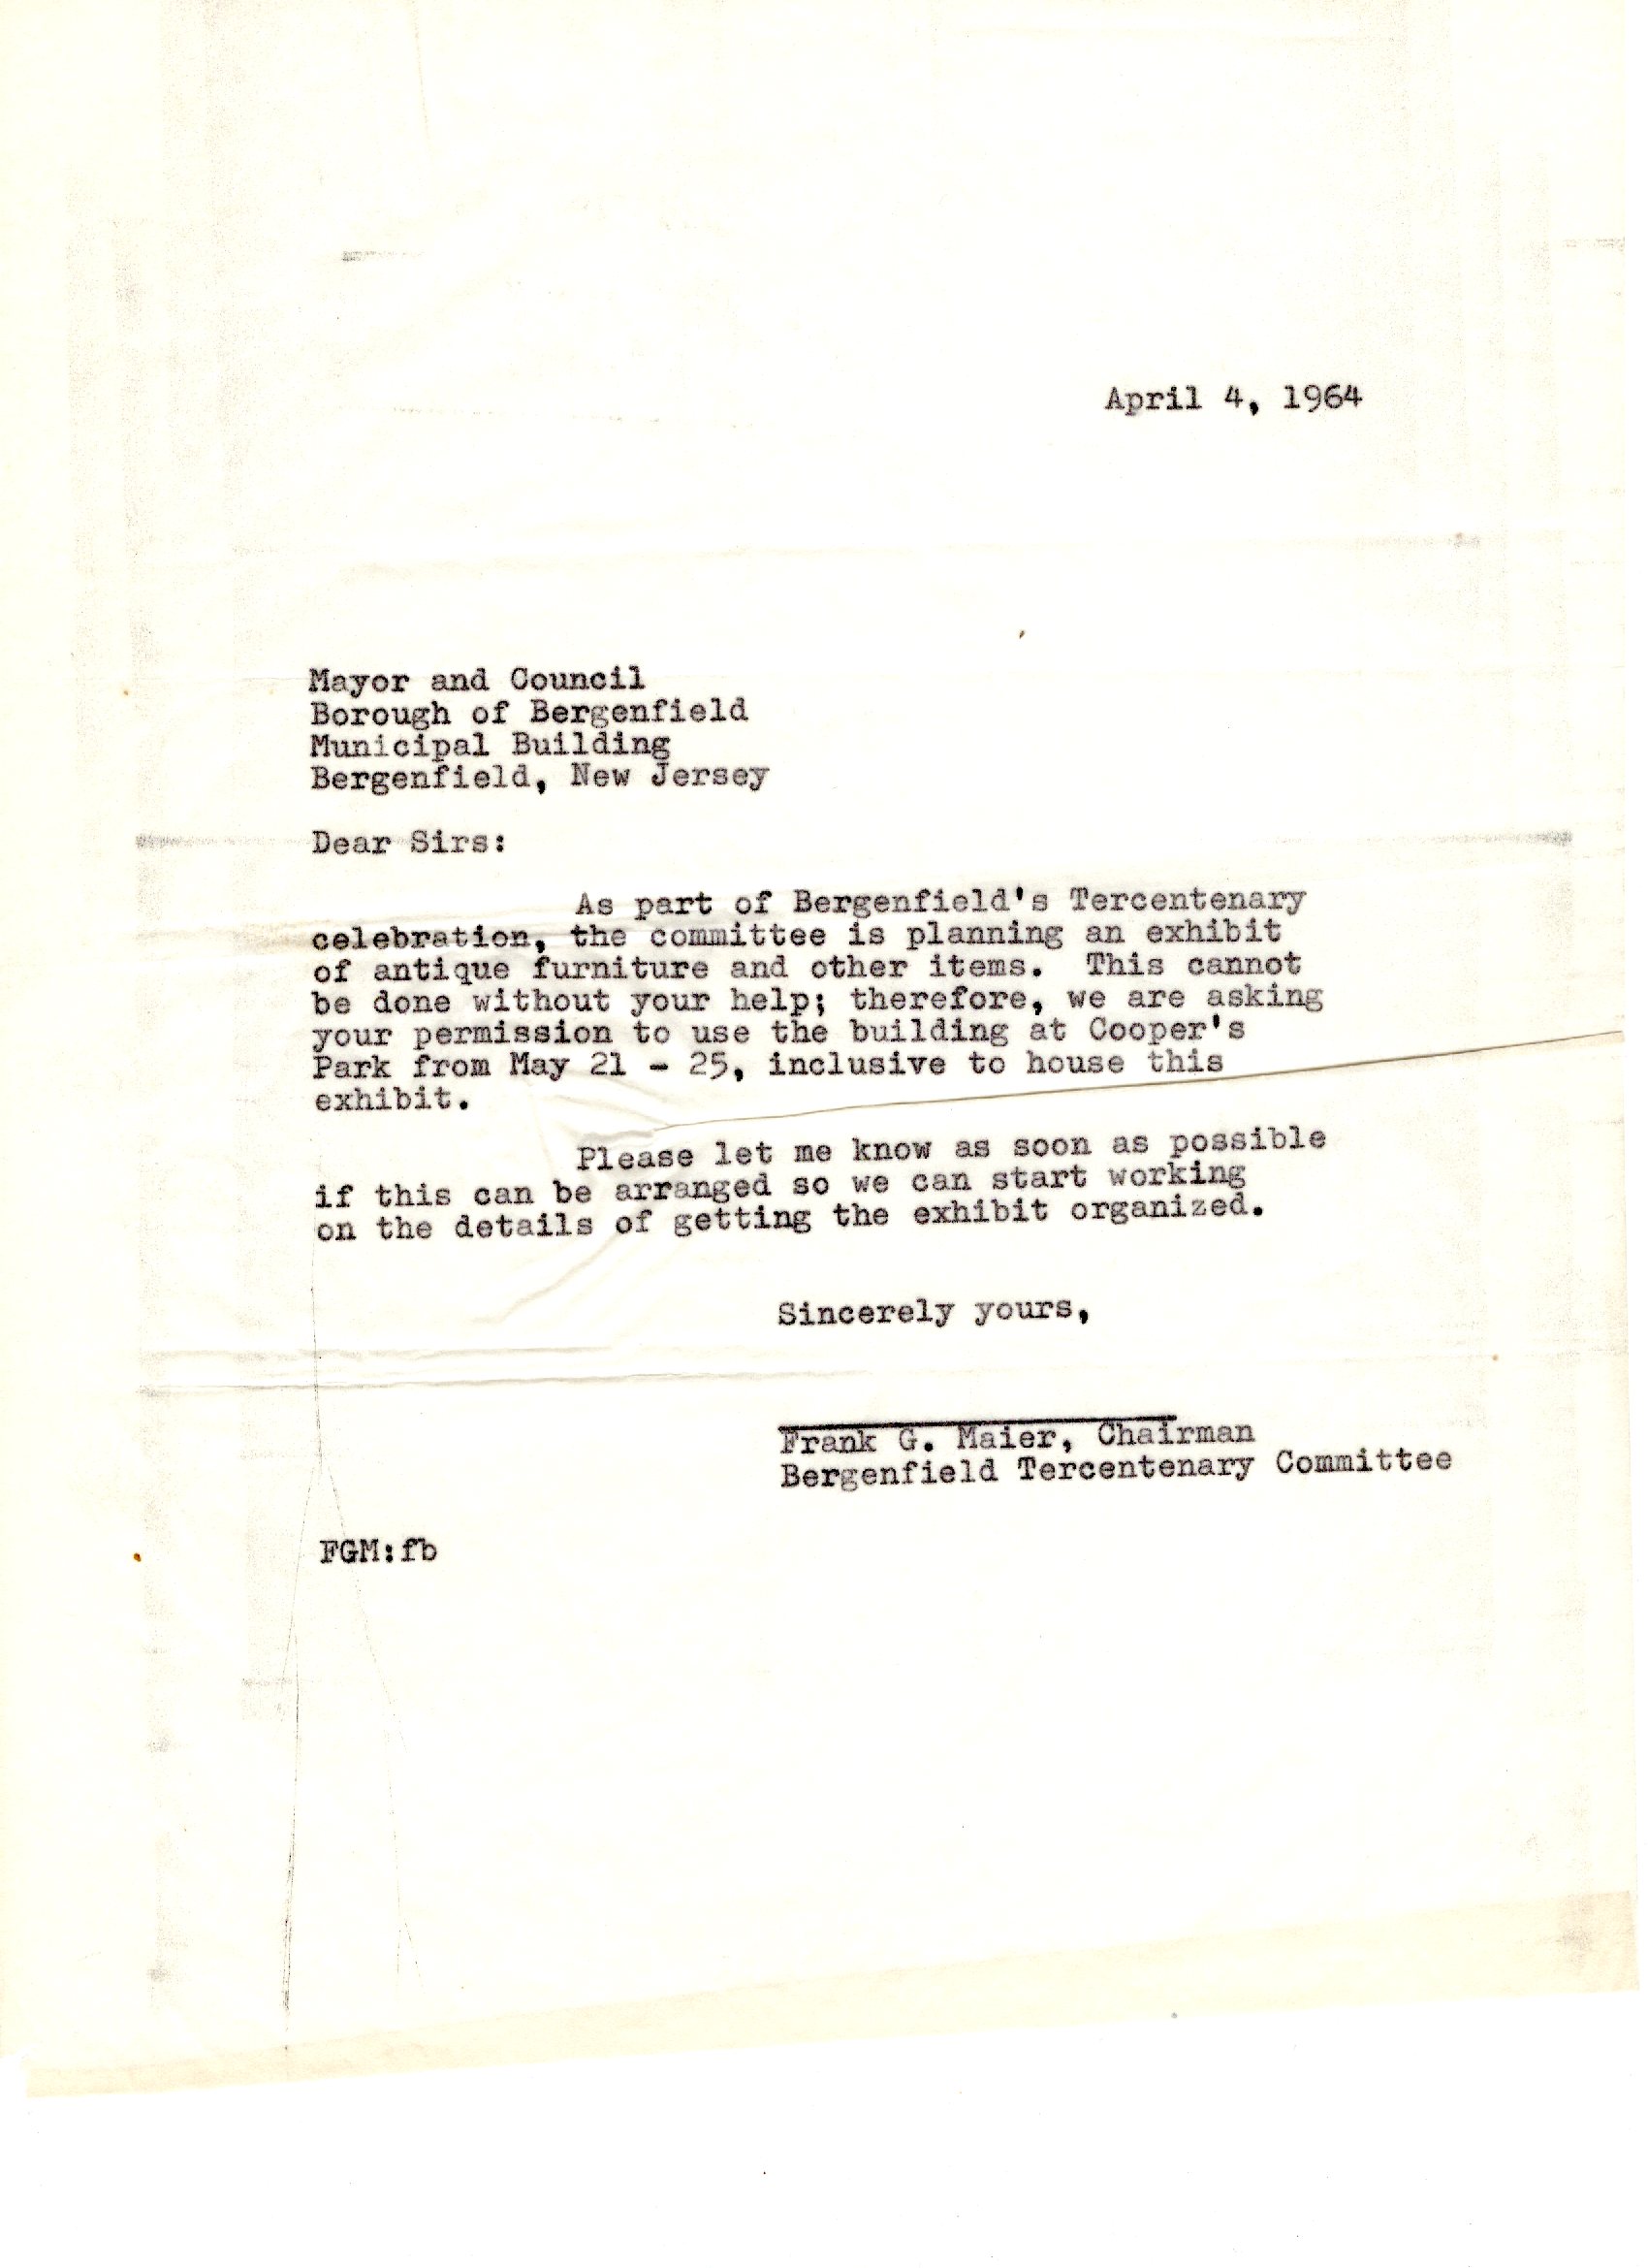 April 4, 1964
Mayor and Council
Borough of Bergenfield
Municipal Building
Bergenfield, New Jersey
Dear Sirs:
As part of Bergenfield's Tercentenary
celebration, the committee is planning an exhibit
of antique furniture and other items. This cannot
be done without your help; therefore, we are asking
your permission to use the building at Cooper's
Park from May 21 - 25, inclusive to house this
exhibit.
Please let me know as soon as possible
if this can be arranged so we can start working
on the details of getting the exhibit organized.
Sincerely yours,
Frank G. Maier, Chairman
Bergenfield Tercentenary Committee
FGM:fb